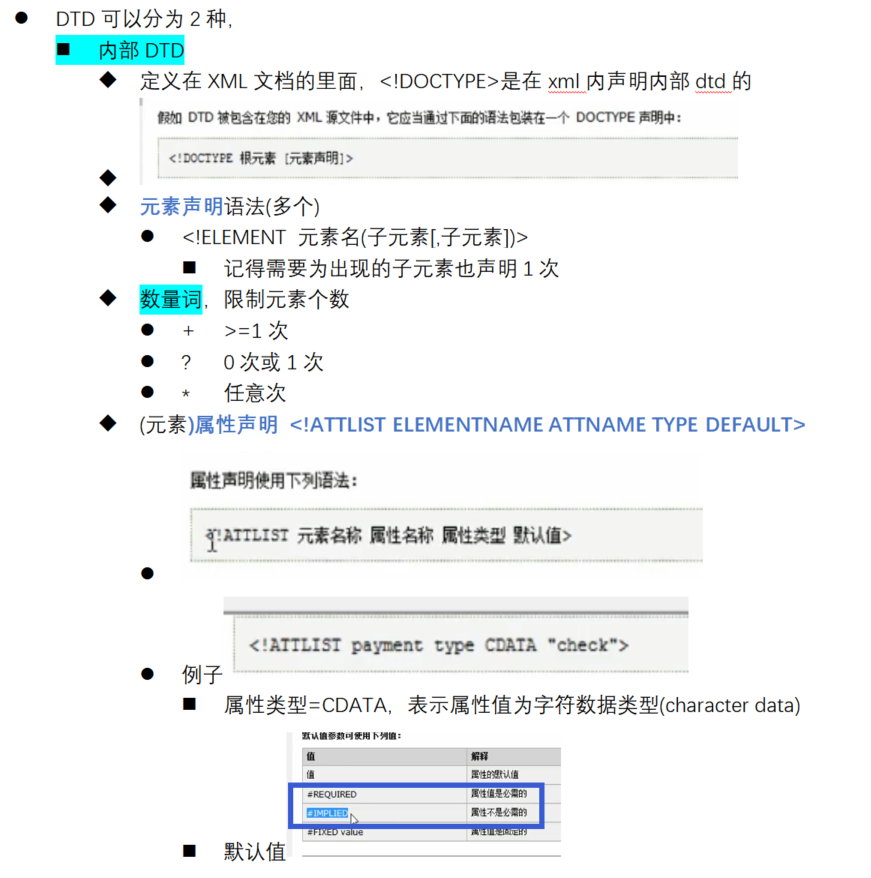 DTD 可以分为 2 种,
内部 DTD
定义在 XML 文档的里面, <!DOCTYPE>是在 xml 内声明内部 dtd 的
假如 DTD 被包含在您的 XML 源文件中，它应当通过下面的语法包装在一个 DOCTYPE 声明中：
<!DOCTYPE 根元素 [元素声明]>
元素声明语法(多个)
<!ELEMENT 元素名(子元素[,子元素])>
记得需要为出现的子元素也声明 1 次
数量词, 限制元素个数
+ >=1 次
? 0 次或 1 次
* 任意次
(元素)属性声明 <!ATTLIST ELEMENTNAME ATTNAME TYPE DEFAULT>
属性声明使用下列语法：
<!ATTLIST 元素名称 属性名称 属性类型 默认值>
<!ATTLIST payment type CDATA "check">
例子
属性类型=CDATA, 表示属性值为字符数据类型(character data)
默认值参数可使用下列值：
值 解释
值 属性的默认值
#REQUIRED 属性值是必需的
#IMPLIED 属性不是必需的
#FIXED value 属性值是固定的
默认值